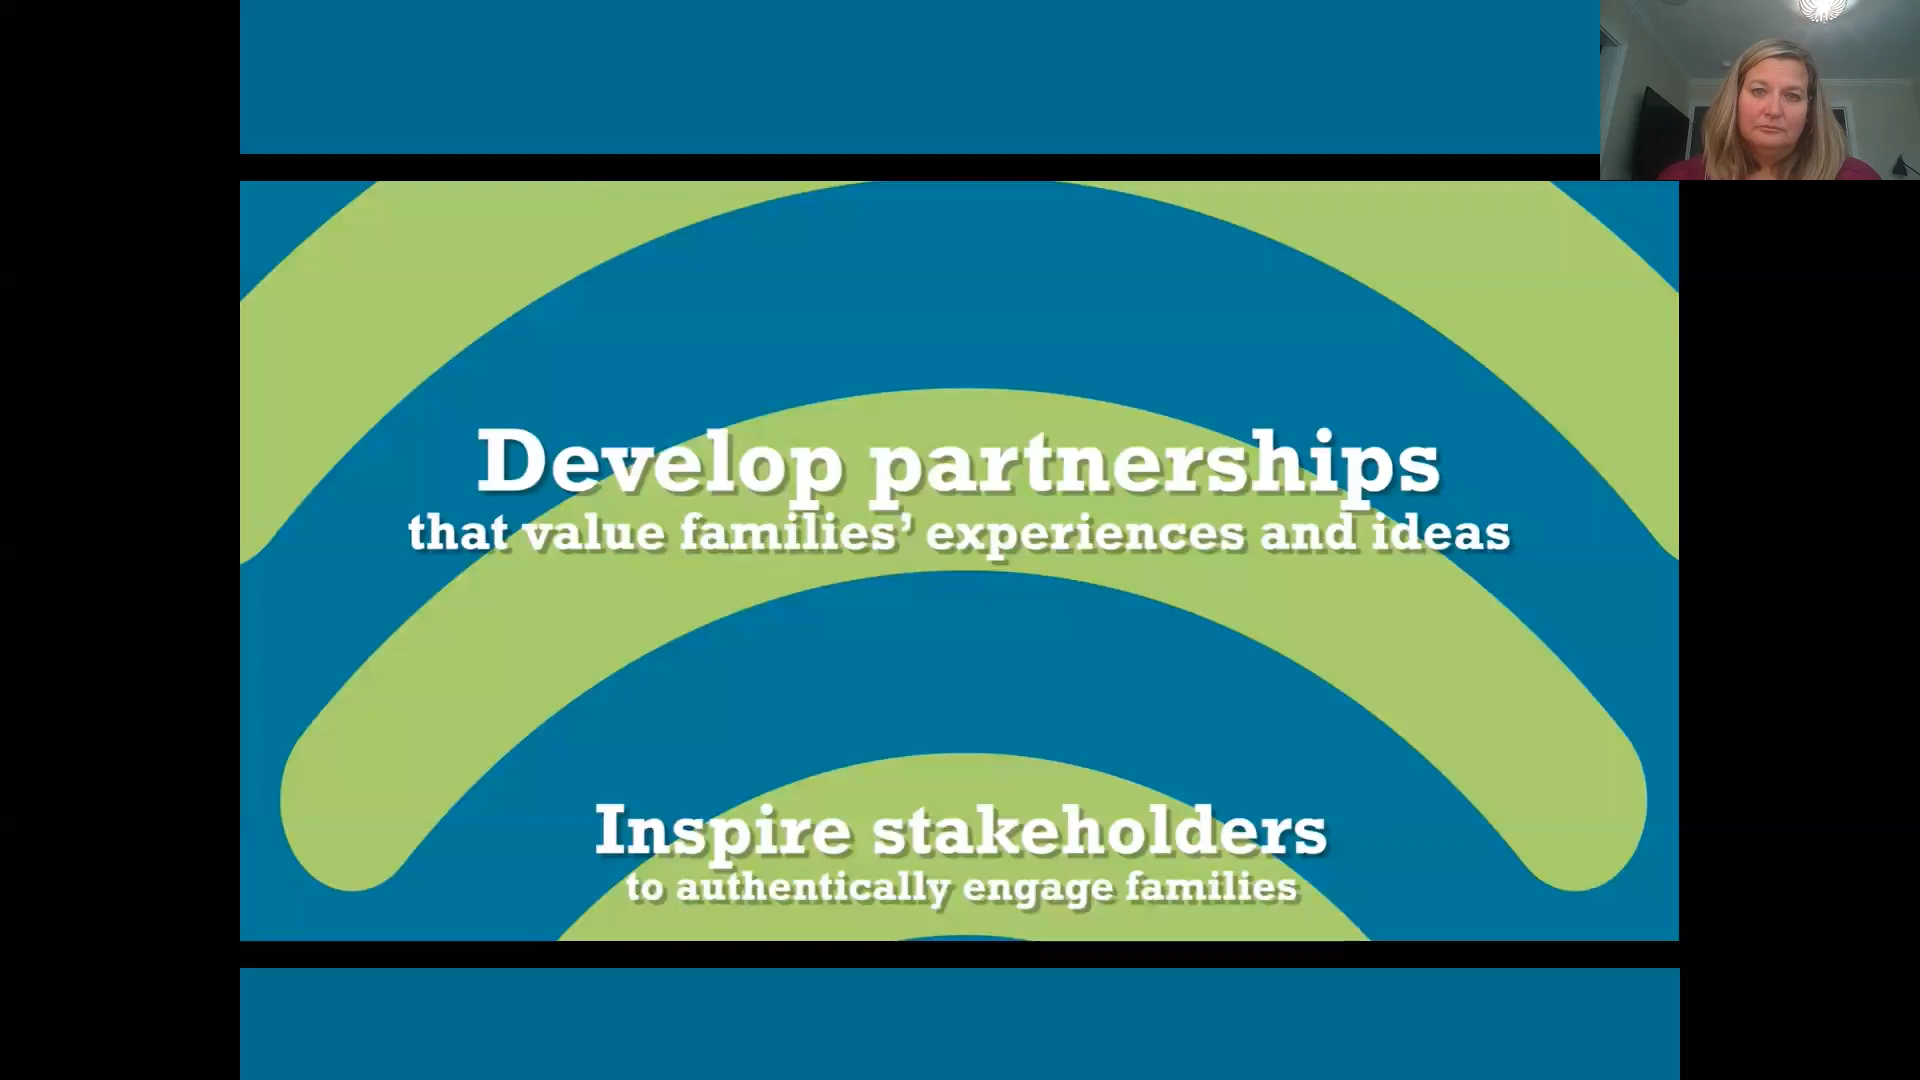 Develop partnerships
that value families’ experiences and ideas
Inspire stakeholders
to authentically engage families